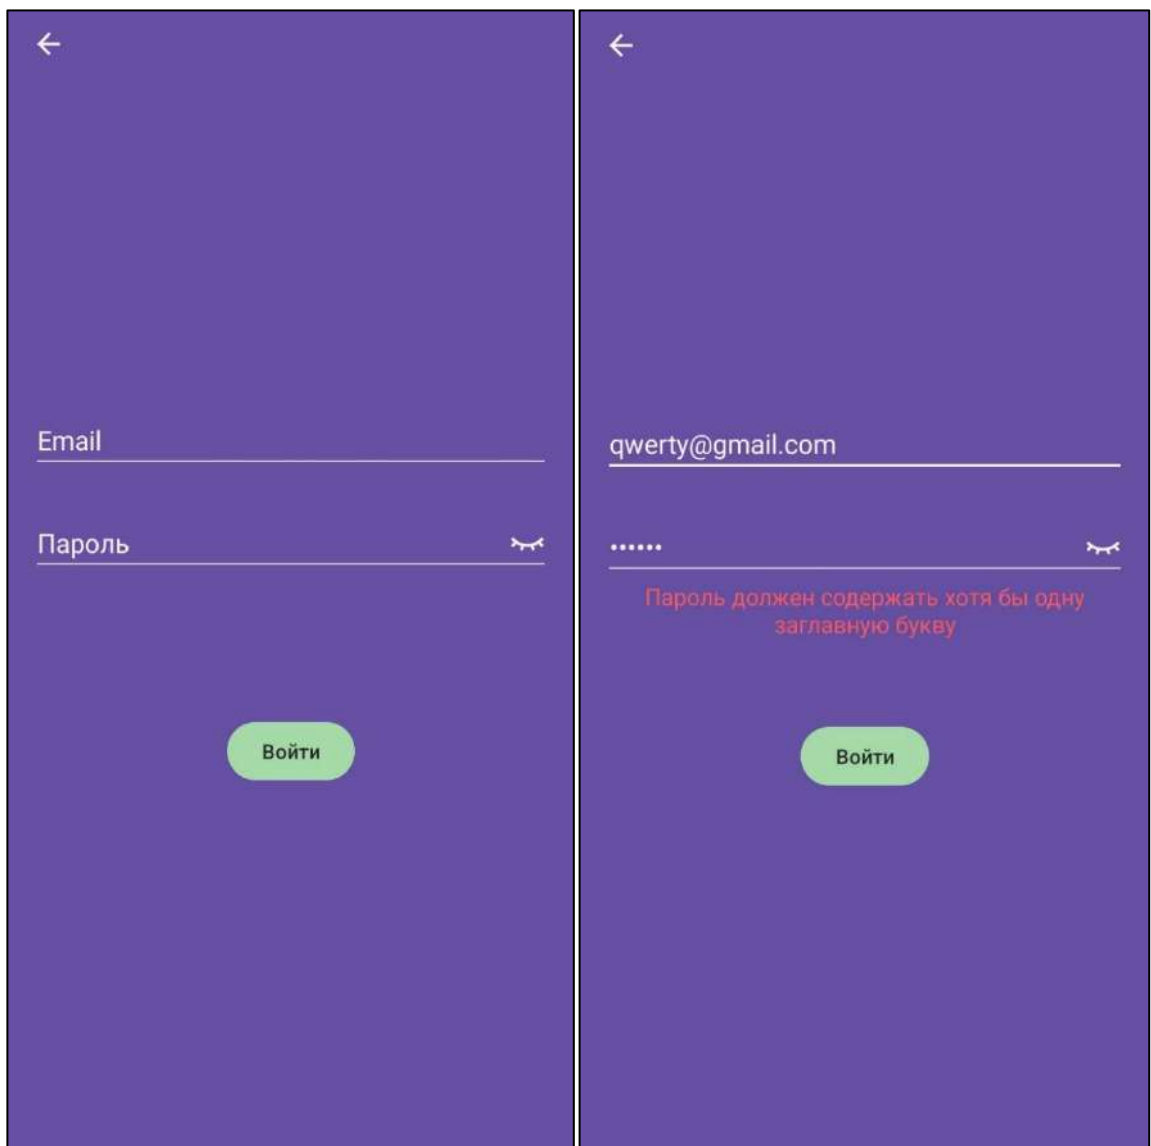 Email
Пароль
Войти
qwerty@gmail.com
••••••
Пароль должен содержать хотя бы одну
заглавную букву
Войти